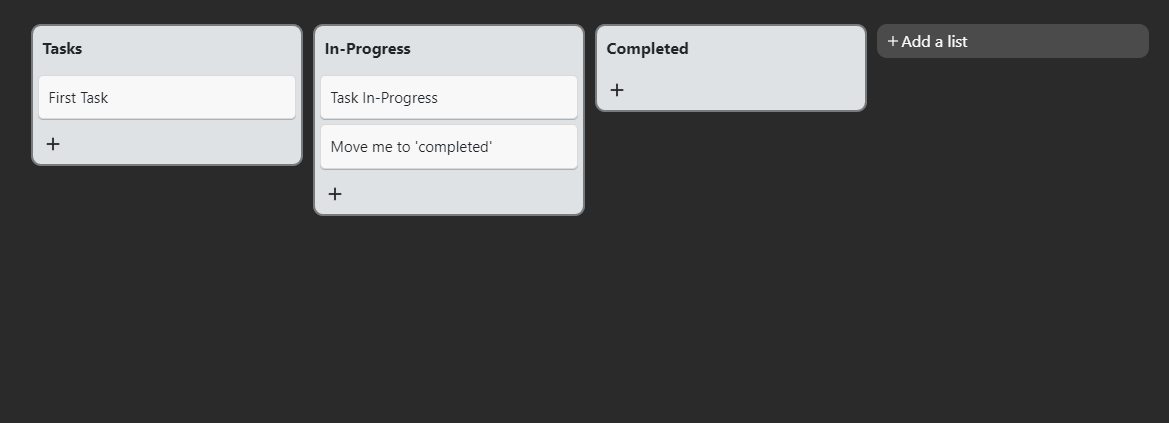 Tasks
First Task
+
In-Progress
Task In-Progress
Move me to 'completed'
+
Completed
+
+ Add a list